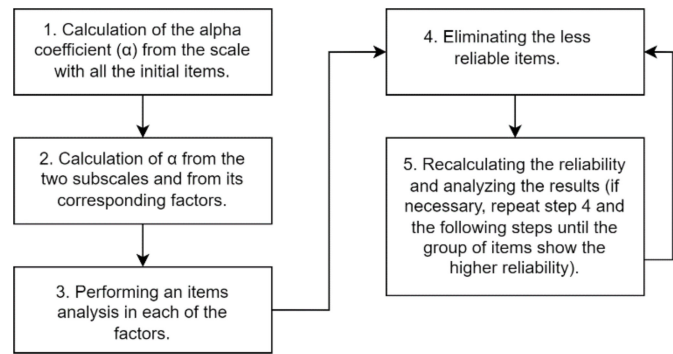 1. Calculation of the alpha
coefficient (α) from the scale
with all the initial items.
2. Calculation of α from the
two subscales and from its
corresponding factors.
3. Performing an items
analysis in each of the
factors.
4. Eliminating the less
reliable items.
5. Recalculating the reliability
and analyzing the results (if
necessary, repeat step 4 and
the following steps until the
group of items show the
higher reliability).